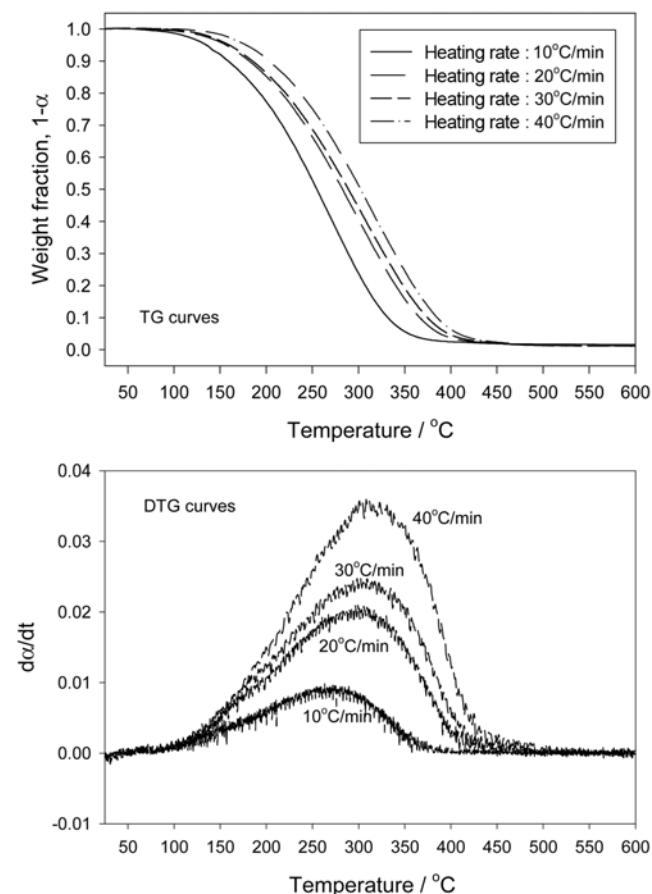 1.0
0.9
0.8
0.7
0.6
0.5
0.4
0.3
0.2
0.1
0.0
Weight fraction, 1-α
Heating rate : 10°C/min
Heating rate : 20°C/min
Heating rate : 30°C/min
Heating rate : 40°C/min
TG curves
50 100 150 200 250 300 350 400 450 500 550 600
Temperature / °C
0.04
0.03
0.02
0.01
0.00
-0.01
dα/dt
DTG curves
40°C/min
30°C/min
20°C/min
10°C/min
50 100 150 200 250 300 350 400 450 500 550 600
Temperature / °C